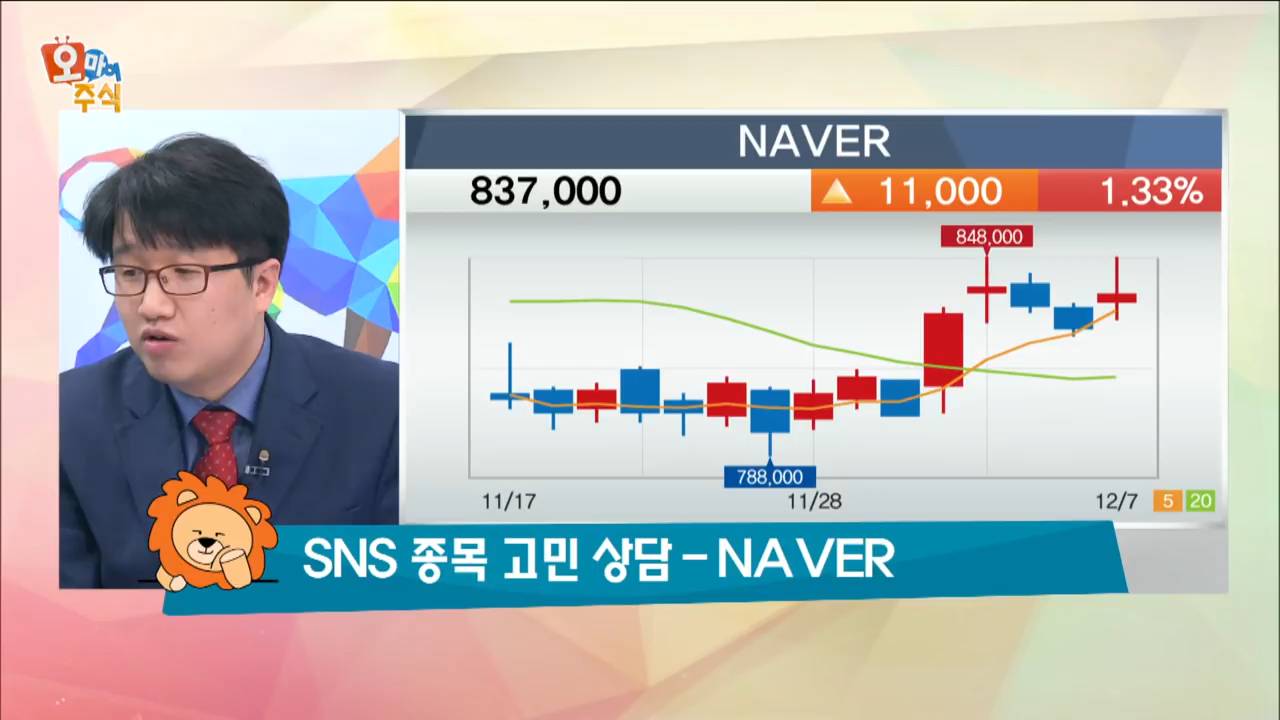 오마이
주식
NAVER
837,000 ▲ 11,000 1.33%
848,000
788,000
11/17 11/28 12/7 5 20
SNS 종목 고민 상담 - NAVER